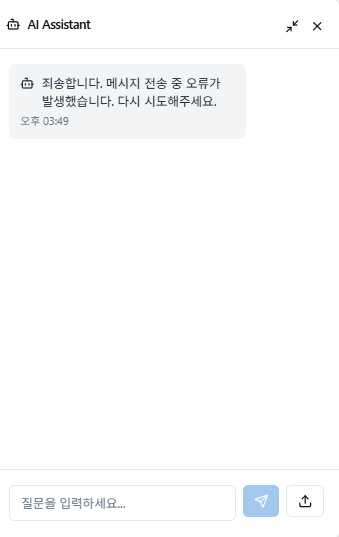 AI Assistant
죄송합니다. 메시지 전송 중 오류가
발생했습니다. 다시 시도해주세요.
오후 03:49
질문을 입력하세요...